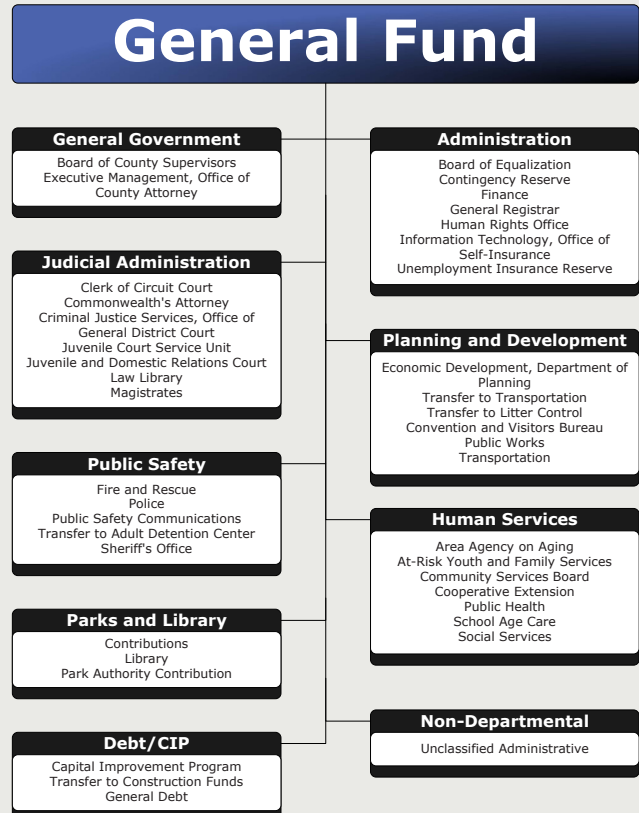 General Fund
General Government
Board of County Supervisors
Executive Management, Office of
County Attorney
Judicial Administration
Clerk of Circuit Court
Commonwealth's Attorney
Criminal Justice Services, Office of
General District Court
Juvenile Court Service Unit
Juvenile and Domestic Relations Court
Law Library
Magistrates
Public Safety
Fire and Rescue
Police
Public Safety Communications
Transfer to Adult Detention Center
Sheriff's Office
Parks and Library
Contributions
Library
Park Authority Contribution
Debt/CIP
Capital Improvement Program
Transfer to Construction Funds
General Debt
Administration
Board of Equalization
Contingency Reserve
Finance
General Registrar
Human Rights Office
Information Technology, Office of
Self-Insurance
Unemployment Insurance Reserve
Planning and Development
Economic Development, Department of
Planning
Transfer to Transportation
Transfer to Litter Control
Convention and Visitors Bureau
Public Works
Transportation
Human Services
Area Agency on Aging
At-Risk Youth and Family Services
Community Services Board
Cooperative Extension
Public Health
School Age Care
Social Services
Non-Departmental
Unclassified Administrative